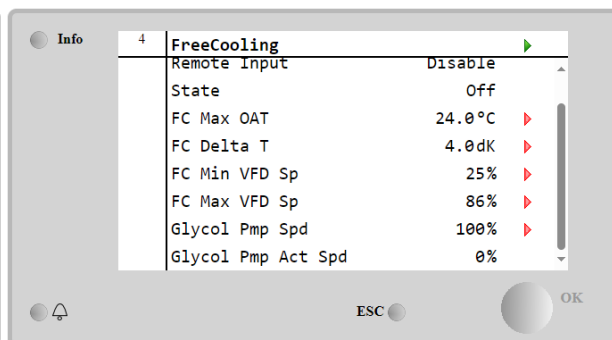 Info
4 FreeCooling
Remote Input Disable
State Off
FC Max OAT 24.0°C
FC Delta T 4.0dK
FC Min VFD Sp 25%
FC Max VFD Sp 86%
Glycol Pmp Spd 100%
Glycol Pmp Act Spd 0%
ESC OK